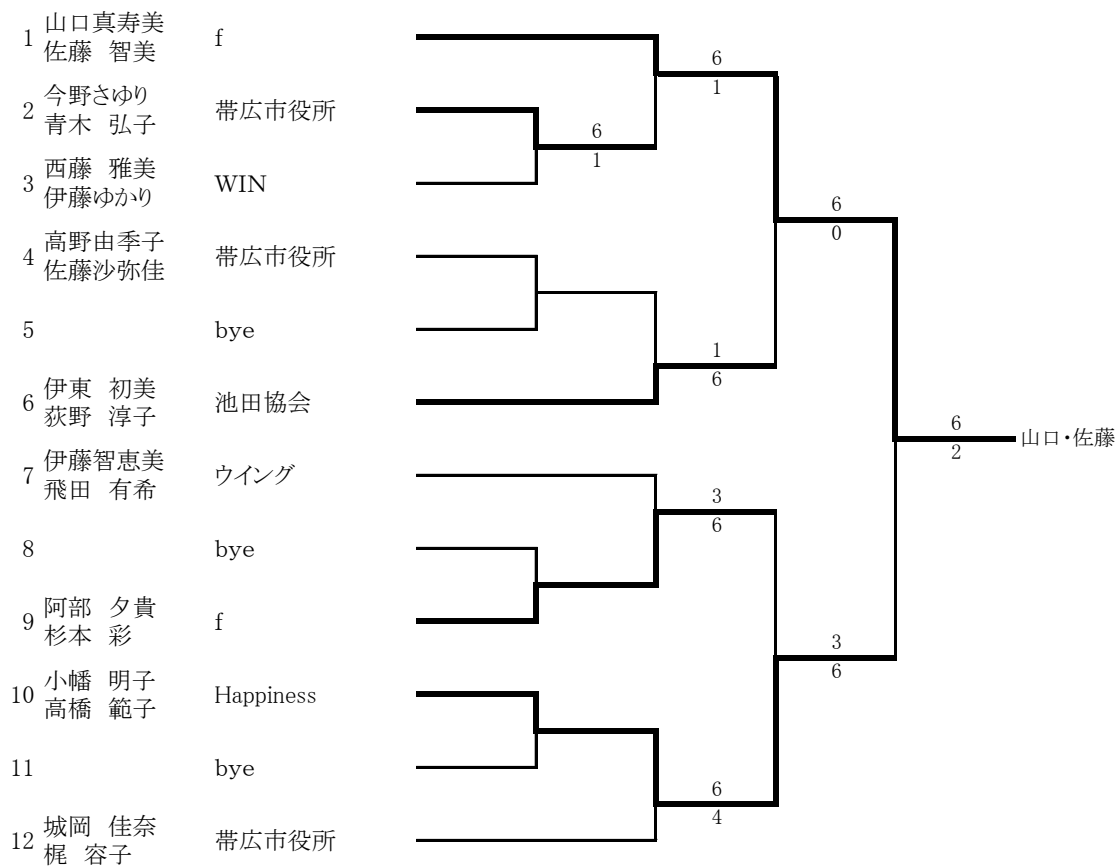 山口真寿美
1 f
佐藤 智美
今野さゆり
2 帯広市役所
青木 弘子
西藤 雅美
3 WIN
伊藤ゆかり
高野由季子
4 帯広市役所
佐藤沙弥佳
5 bye
伊東 初美
6 池田協会
荻野 淳子
伊藤智恵美
7 ウイング
飛田 有希
8 bye
阿部 夕貴
9 f
杉本 彩
小幡 明子
10 Happiness
高橋 範子
11 bye
城岡 佳奈
12 帯広市役所
梶 容子
6
1
6
1
1
6
3
6
6
4
6
0
3
6
6
2
山口・佐藤